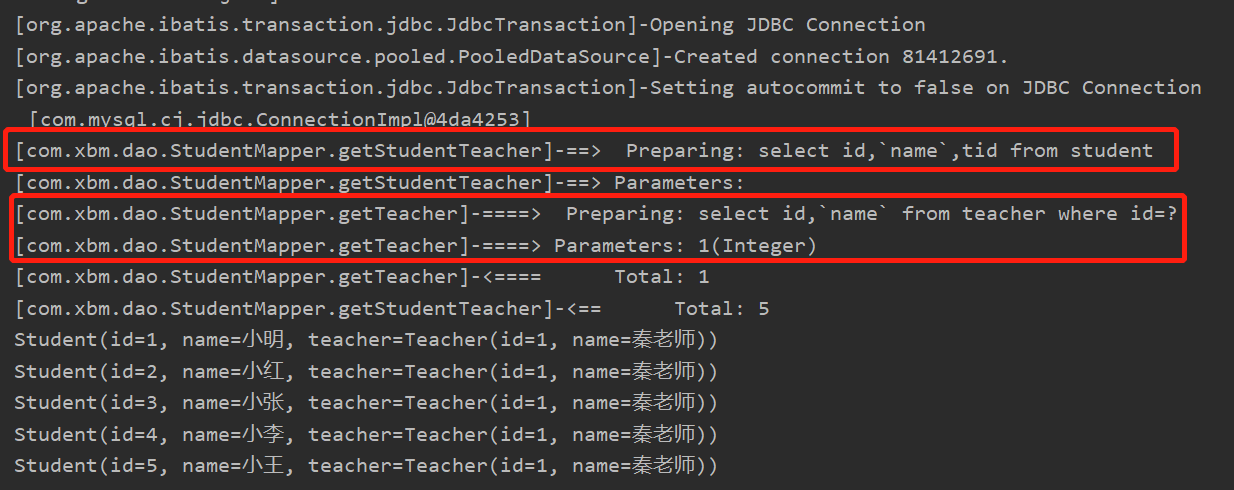 [org.apache.ibatis.transaction.jdbc.JdbcTransaction]-Opening JDBC Connection
[org.apache.ibatis.datasource.pooled.PooledDataSource]-Created connection 81412691.
[org.apache.ibatis.transaction.jdbc.JdbcTransaction]-Setting autocommit to false on JDBC Connection
[com.mysql.cj.jdbc.ConnectionImpl@4da4253]
[com.xbm.dao.StudentMapper.getStudentTeacher]-==>  Preparing: select id,`name`,tid from student
[com.xbm.dao.StudentMapper.getStudentTeacher]-==> Parameters:
[com.xbm.dao.StudentMapper.getTeacher]-====>  Preparing: select id,`name` from teacher where id=?
[com.xbm.dao.StudentMapper.getTeacher]-====> Parameters: 1(Integer)
[com.xbm.dao.StudentMapper.getTeacher]-<====      Total: 1
[com.xbm.dao.StudentMapper.getStudentTeacher]-<==      Total: 5
Student(id=1, name=小明, teacher=Teacher(id=1, name=秦老师))
Student(id=2, name=小红, teacher=Teacher(id=1, name=秦老师))
Student(id=3, name=小张, teacher=Teacher(id=1, name=秦老师))
Student(id=4, name=小李, teacher=Teacher(id=1, name=秦老师))
Student(id=5, name=小王, teacher=Teacher(id=1, name=秦老师))